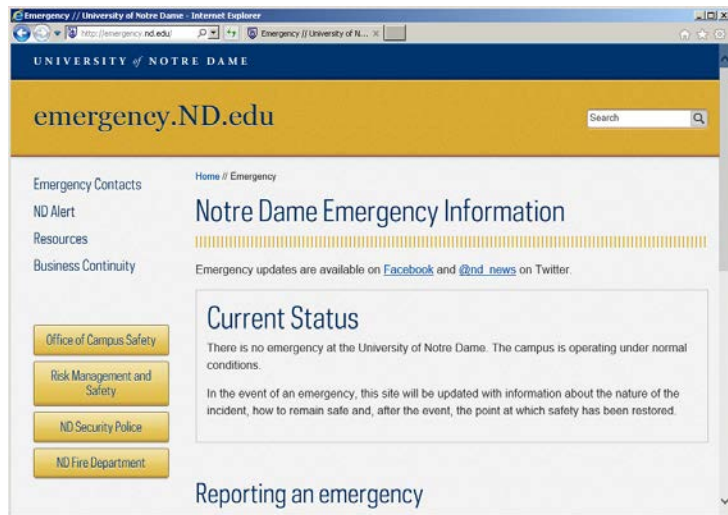 Emergency // University of Notre Dame - Internet Explorer
http://emergency.nd.edu/
Emergency // University of N...
UNIVERSITY of NOTRE DAME
emergency.ND.edu
Search
Emergency Contacts
ND Alert
Resources
Business Continuity
Office of Campus Safety
Risk Management and
Safety
ND Security Police
ND Fire Department
Home // Emergency
Notre Dame Emergency Information
Emergency updates are available on Facebook and @nd_news on Twitter.
Current Status
There is no emergency at the University of Notre Dame. The campus is operating under normal
conditions.
In the event of an emergency, this site will be updated with information about the nature of the
incident, how to remain safe and, after the event, the point at which safety has been restored.
Reporting an emergency